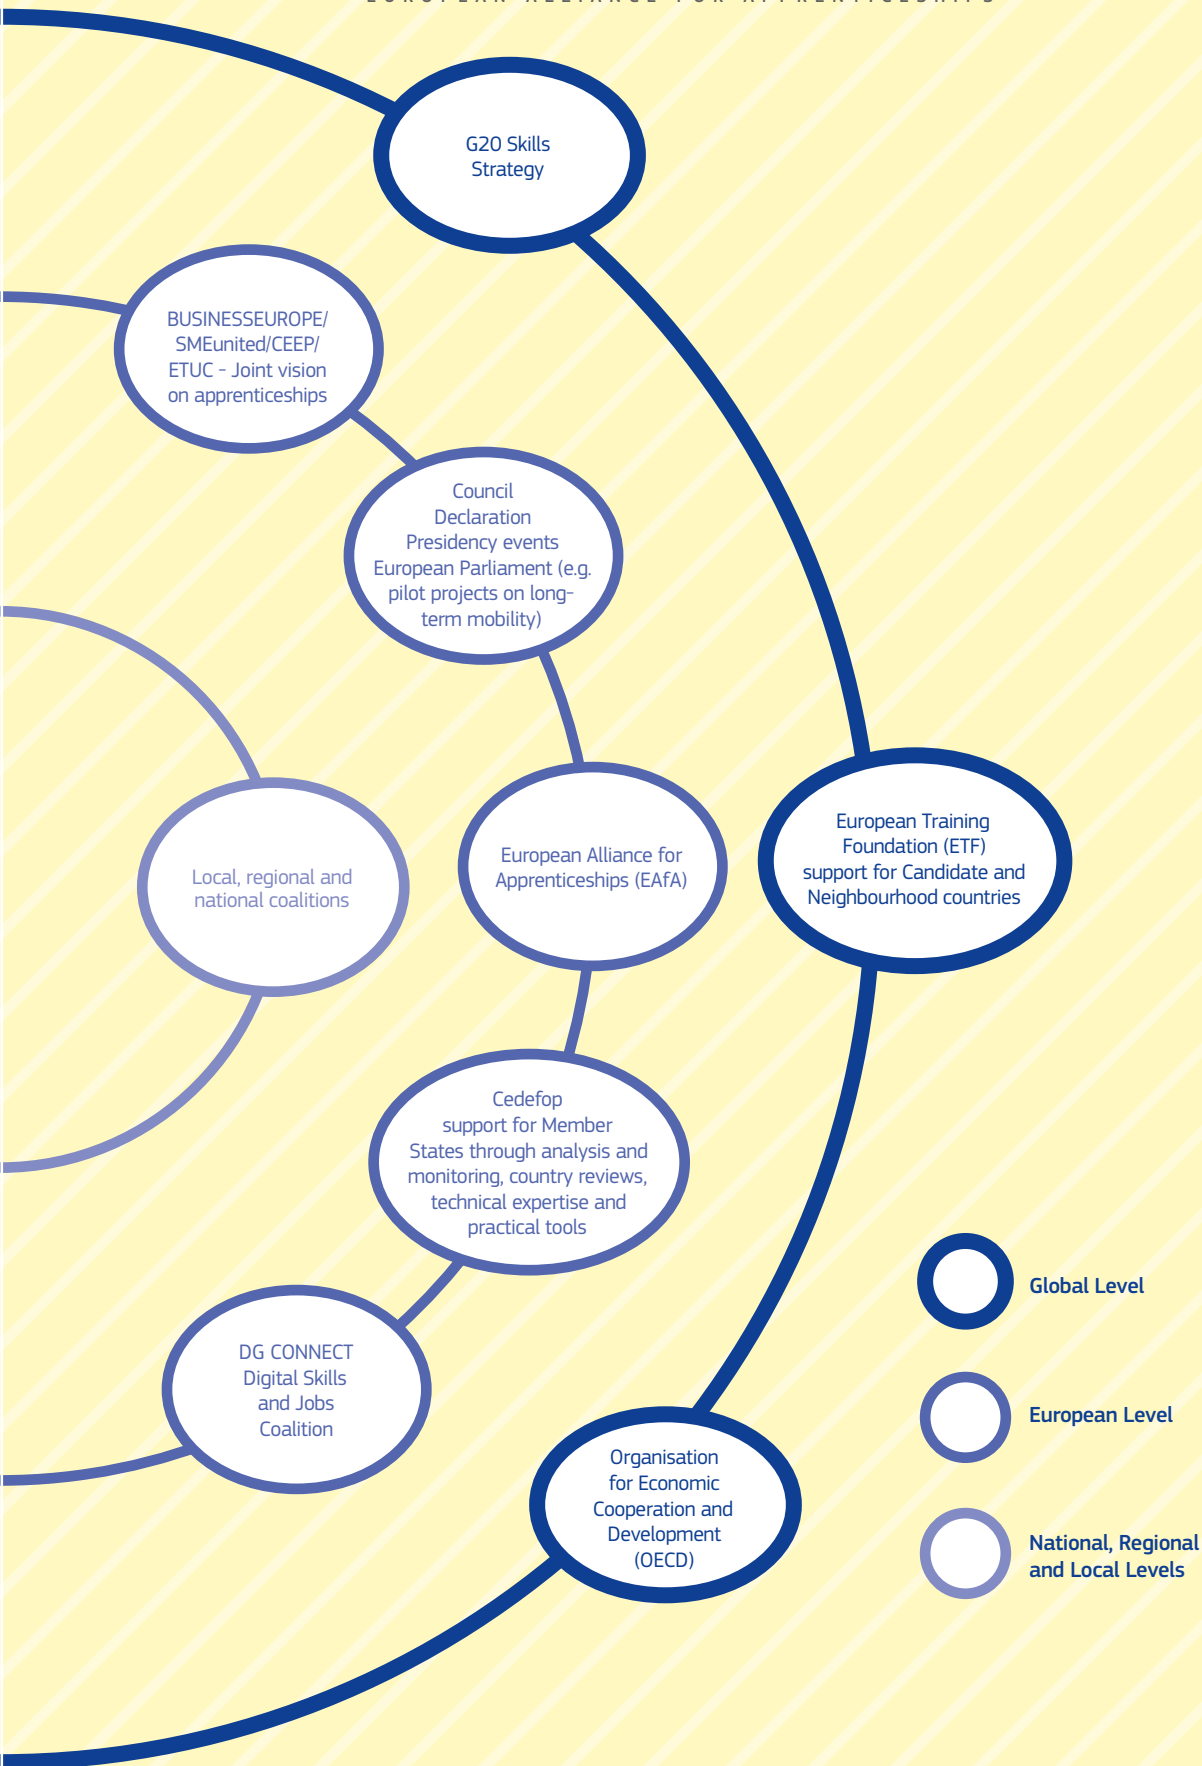 EUROPEAN ALLIANCE FOR APPRENTICESHIPS
G20 Skills
Strategy
BUSINESSEUROPE/
SMEunited/CEEP/
ETUC - Joint vision
on apprenticeships
Council
Declaration
Presidency events
European Parliament (e.g.
pilot projects on long-
term mobility)
Local, regional and
national coalitions
European Alliance for
Apprenticeships (EAfA)
European Training
Foundation (ETF)
support for Candidate and
Neighbourhood countries
Cedefop
support for Member
States through analysis and
monitoring, country reviews,
technical expertise and
practical tools
DG CONNECT
Digital Skills
and Jobs
Coalition
Organisation
for Economic
Cooperation and
Development
(OECD)
Global Level
European Level
National, Regional
and Local Levels